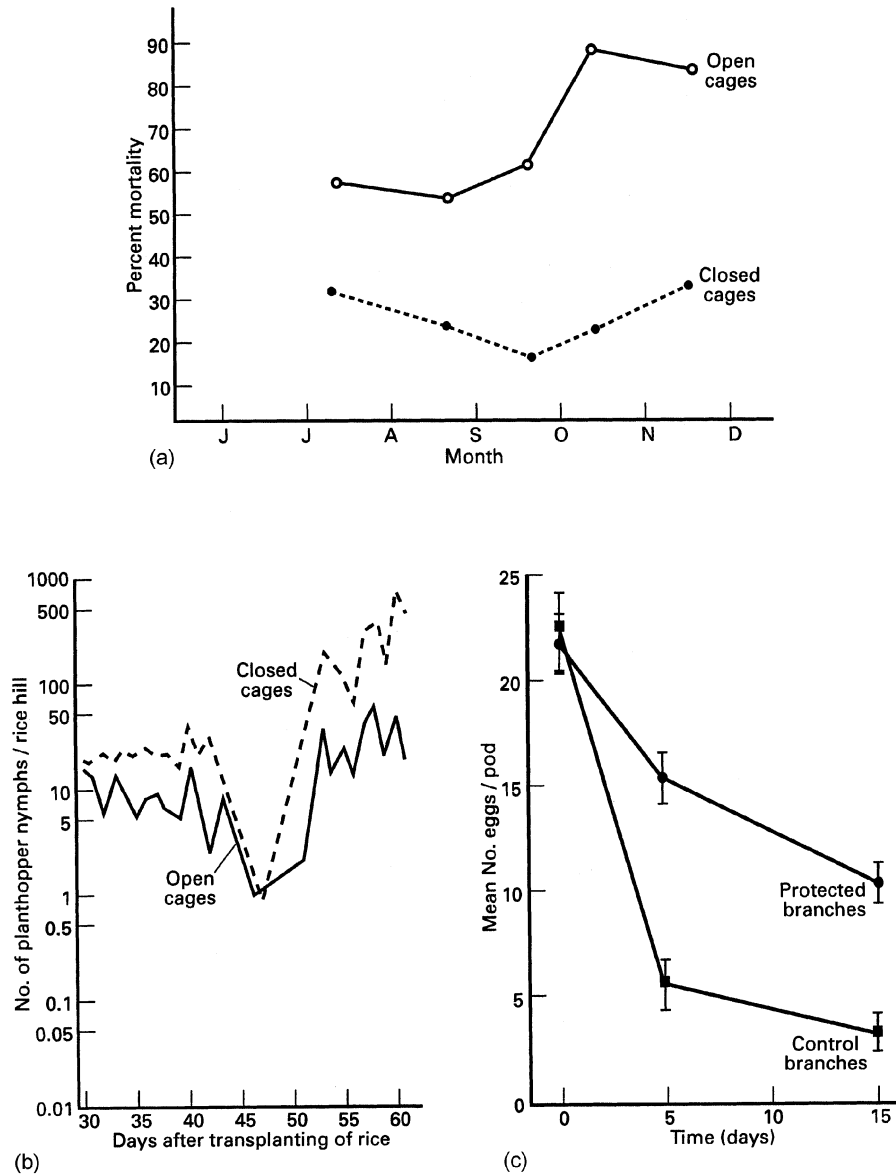 90
80
70
60
50
40
30
20
10
Percent mortality
Open
cages
Closed
cages
J J A S O N D
Month
(a)
1000
500
100
50
10
5
1
0.5
0.1
0.05
0.01
No. of planthopper nymphs / rice hill
Closed
cages
Open
cages
30 35 40 45 50 55 60
Days after transplanting of rice
(b)
25
20
15
10
5
0
Mean No. eggs / pod
Protected
branches
Control
branches
0 5 10 15
Time (days)
(c)